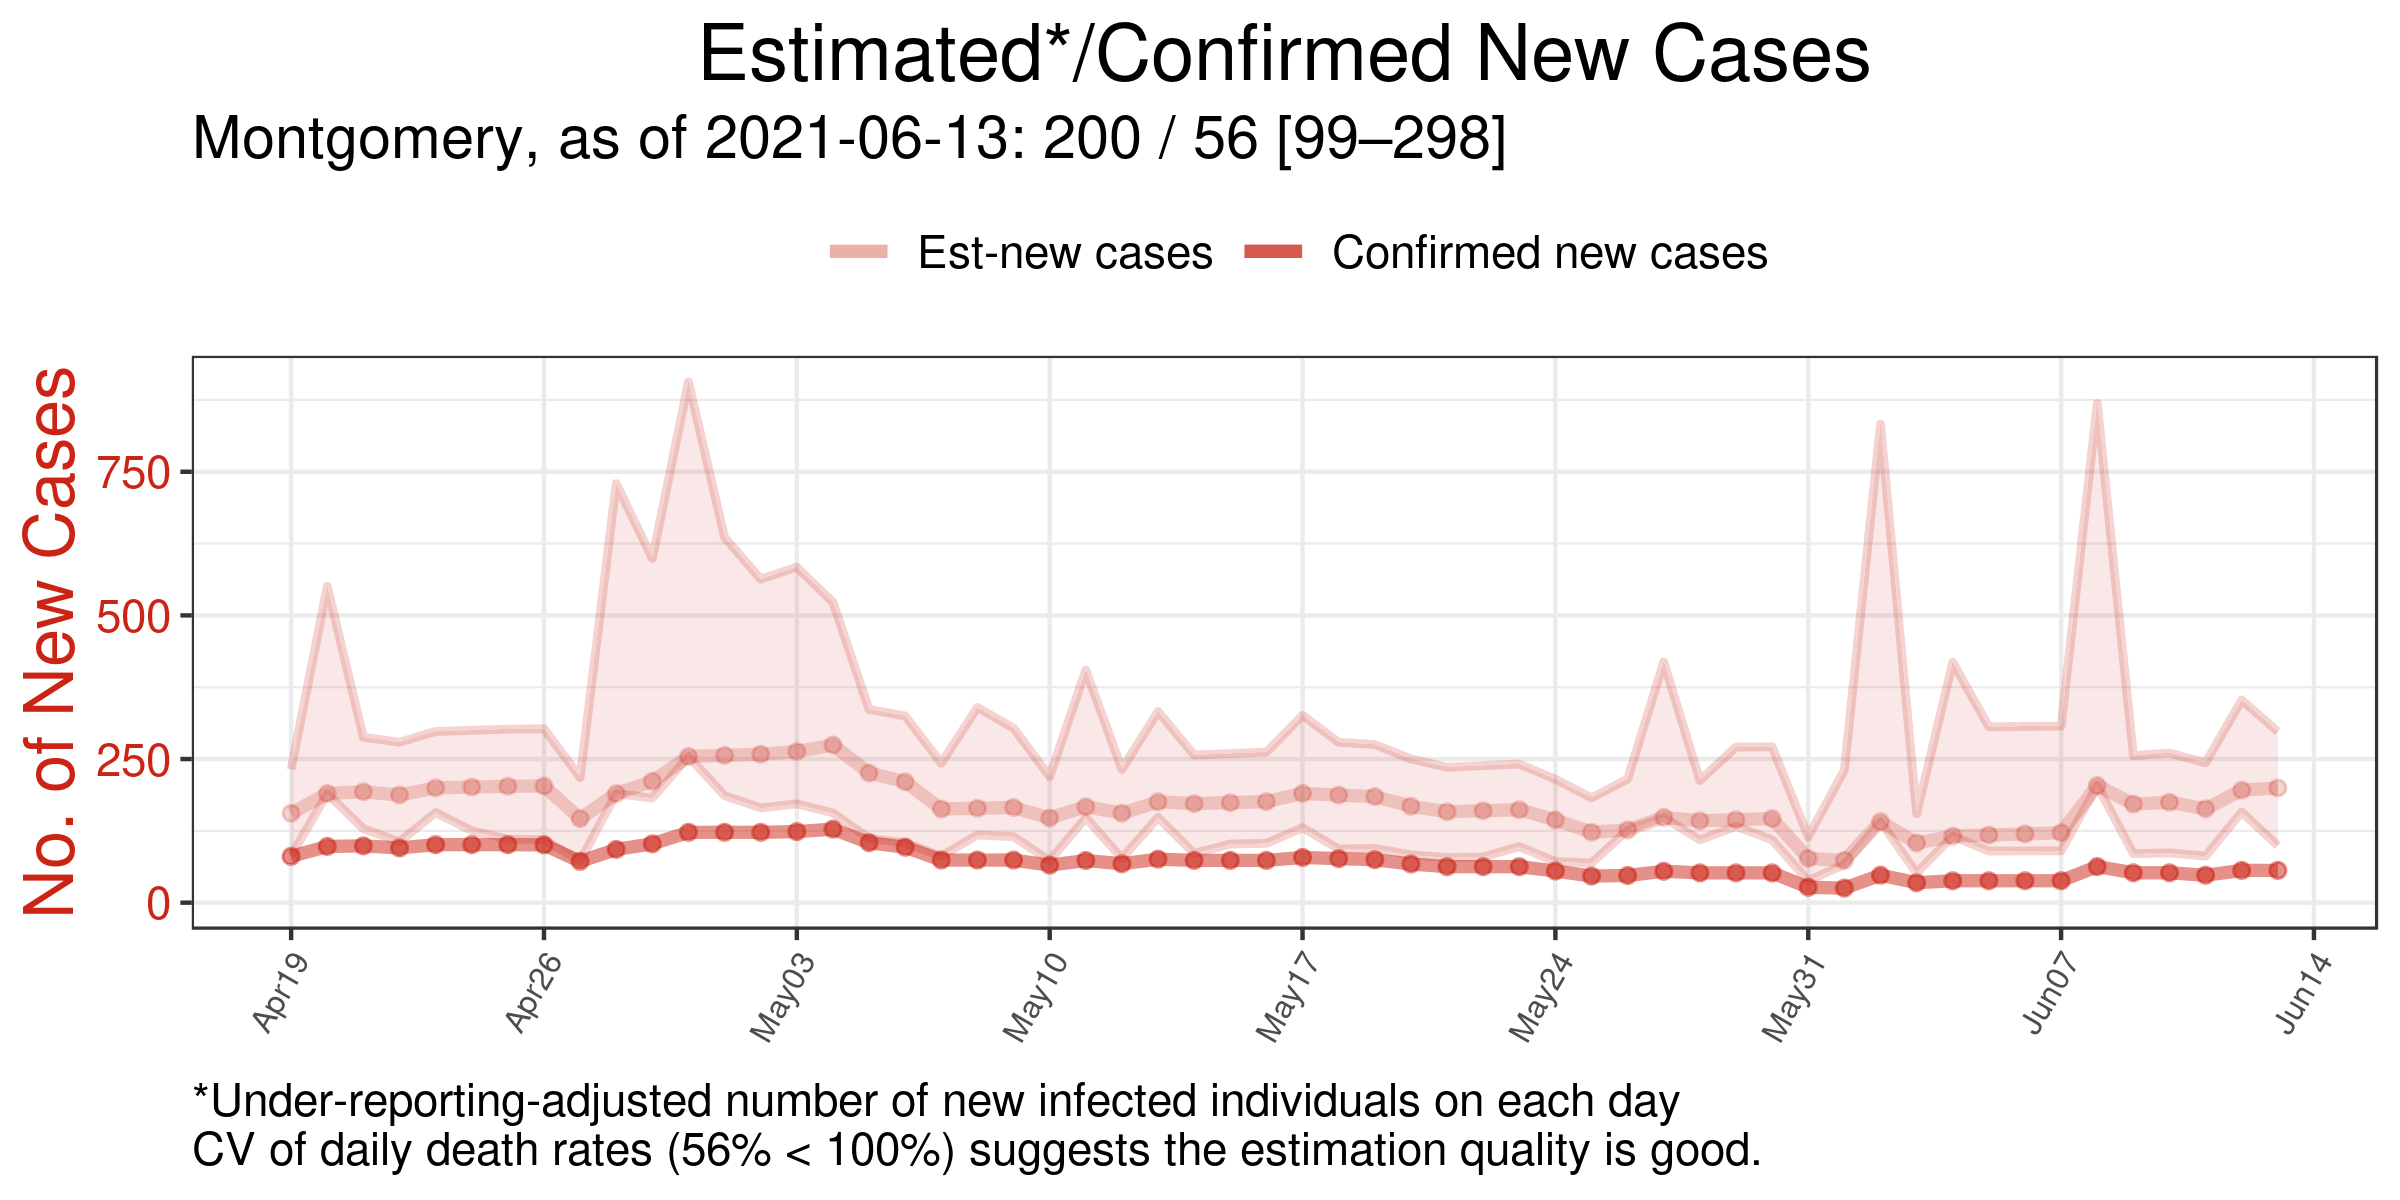 Estimated*/Confirmed New Cases
Montgomery, as of 2021-06-13: 200 / 56 [99–298]
Est-new cases
Confirmed new cases
No. of New Cases
750
500
250
0
Apr19
Apr26
May03
May10
May17
May24
May31
Jun07
Jun14
*Under-reporting-adjusted number of new infected individuals on each day
CV of daily death rates (56% < 100%) suggests the estimation quality is good.